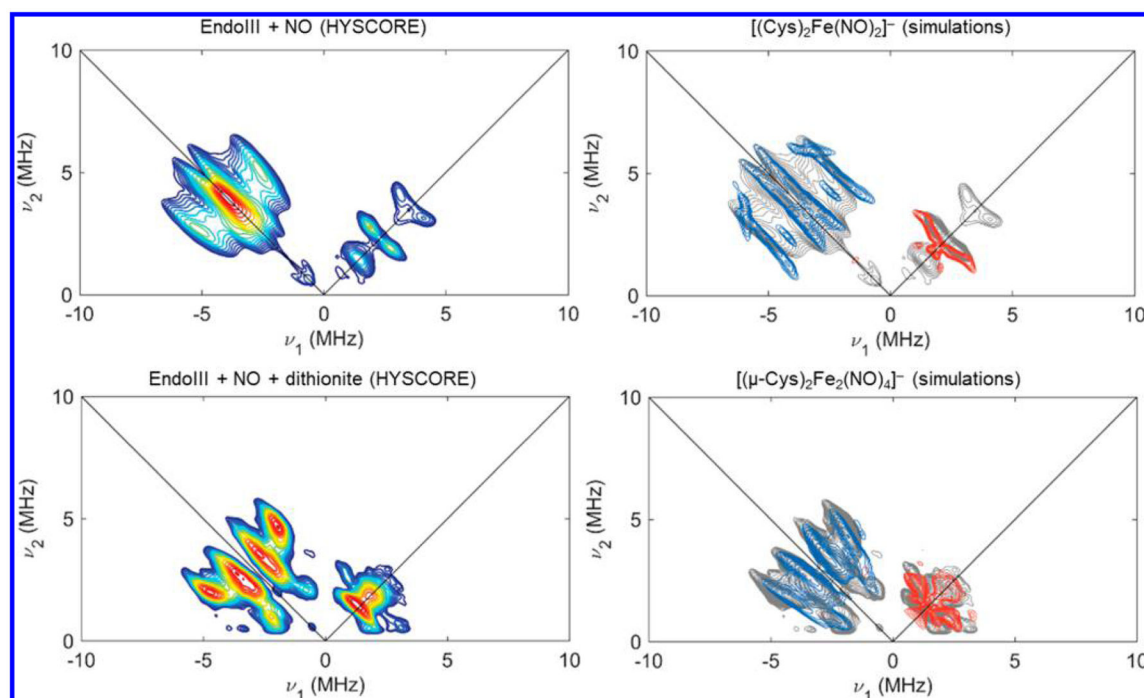 EndoIII + NO (HYSCORE)
[(Cys)₂Fe(NO)₂]⁻ (simulations)
10
5
0
ν₂ (MHz)
-10 -5 0 5 10
ν₁ (MHz)
10
5
0
ν₂ (MHz)
-10 -5 0 5 10
ν₁ (MHz)
EndoIII + NO + dithionite (HYSCORE)
[(μ-Cys)₂Fe₂(NO)₄]⁻ (simulations)
10
5
0
ν₂ (MHz)
-10 -5 0 5 10
ν₁ (MHz)
10
5
0
ν₂ (MHz)
-10 -5 0 5 10
ν₁ (MHz)